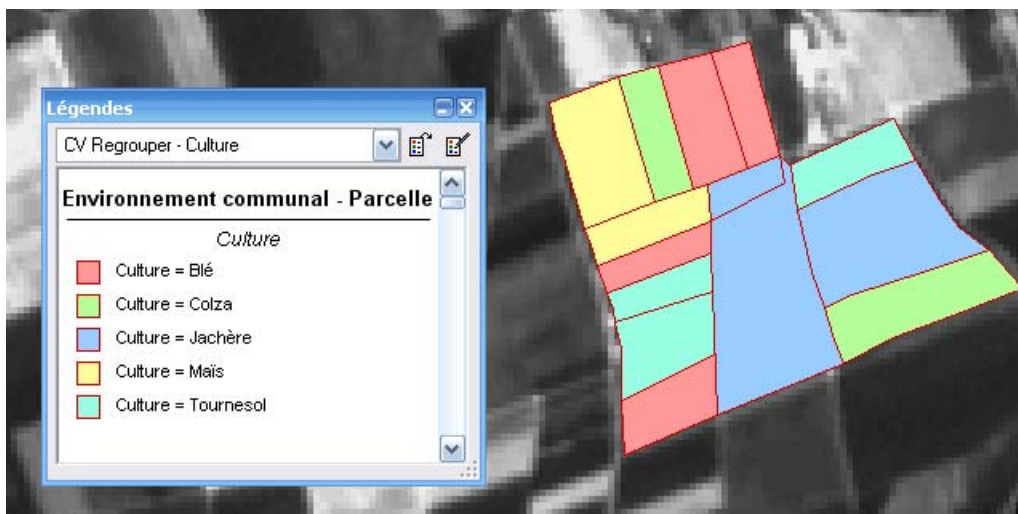 Légendes
CV Regrouper - Culture
Environnement communal - Parcelle
Culture
Culture = Blé
Culture = Colza
Culture = Jachère
Culture = Maïs
Culture = Tournesol